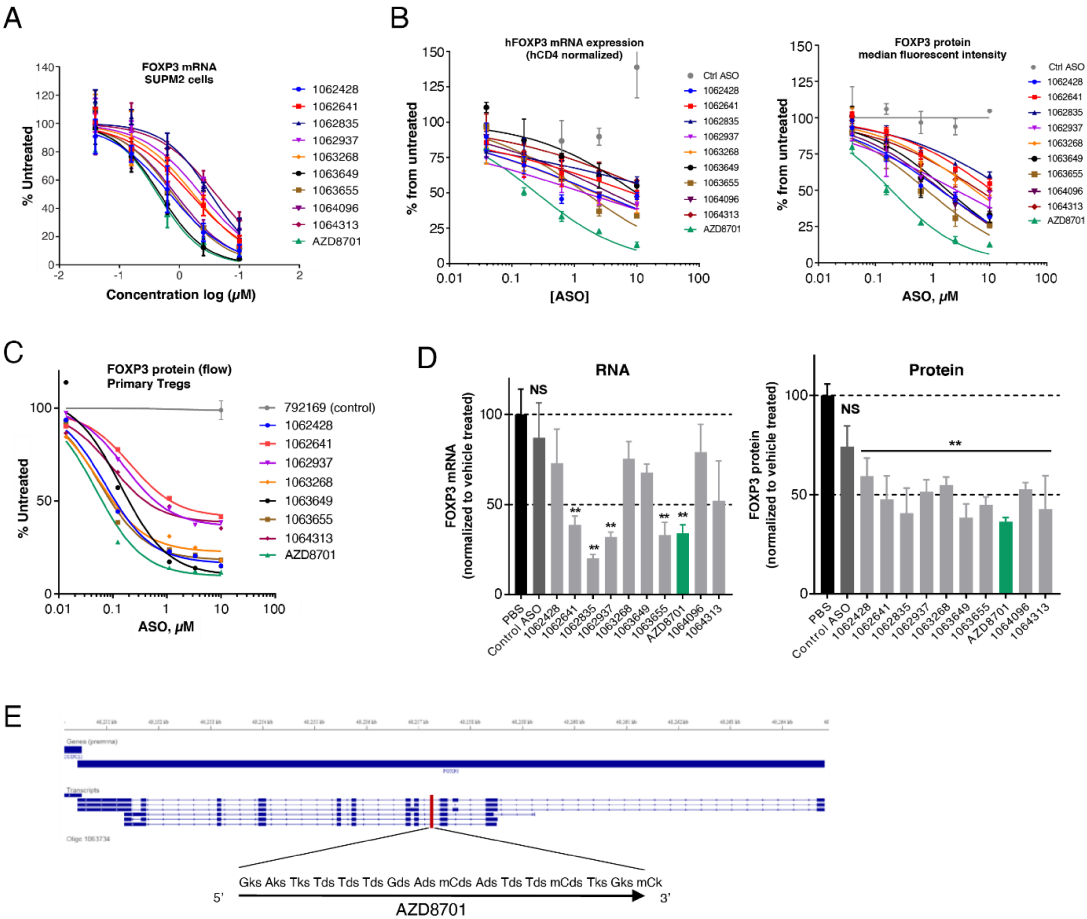 A
FOXP3 mRNA
SUPM2 cells
% Untreated
140
120
100
80
60
40
20
0
-2
-1
0
1
2
Concentration log (µM)
1062428
1062641
1062835
1062937
1063268
1063649
1063655
1064096
1064313
AZD8701
B
hFOXP3 mRNA expression
(hCD4 normalized)
% from untreated
150
125
100
75
50
25
0
0.01
0.1
1
10
100
[ASO]
Ctrl ASO
1062428
1062641
1062835
1062937
1063268
1063649
1063655
1064096
1064313
AZD8701
FOXP3 protein
median fluorescent intensity
% from untreated
150
125
100
75
50
25
0
0.01
0.1
1
10
100
ASO, µM
Ctrl ASO
1062428
1062641
1062835
1062937
1063268
1063649
1063655
1064096
1064313
AZD8701
C
FOXP3 protein (flow)
Primary Tregs
% Untreated
100
50
0
0.01
0.1
1
10
100
ASO, µM
792169 (control)
1062428
1062641
1062937
1063268
1063649
1063655
1064313
AZD8701
D
RNA
FOXP3 mRNA
(normalized to vehicle treated)
100
50
0
NS
**
**
**
**
**
PBS
Control ASO
1062428
1062641
1062835
1062937
1063268
1063649
1063655
AZD8701
1064096
1064313
Protein
FOXP3 protein
(normalized to vehicle treated)
100
50
0
NS
**
PBS
Control ASO
1062428
1062641
1062835
1062937
1063268
1063649
1063655
AZD8701
1064096
1064313
E
Genes (premrna)
Transcripts
Oligo 1063734
Gks Aks Tks Tds Tds Tds Gds Ads mCds Ads Tds Tds mCds Tks Gks mCk
5’
3’
AZD8701